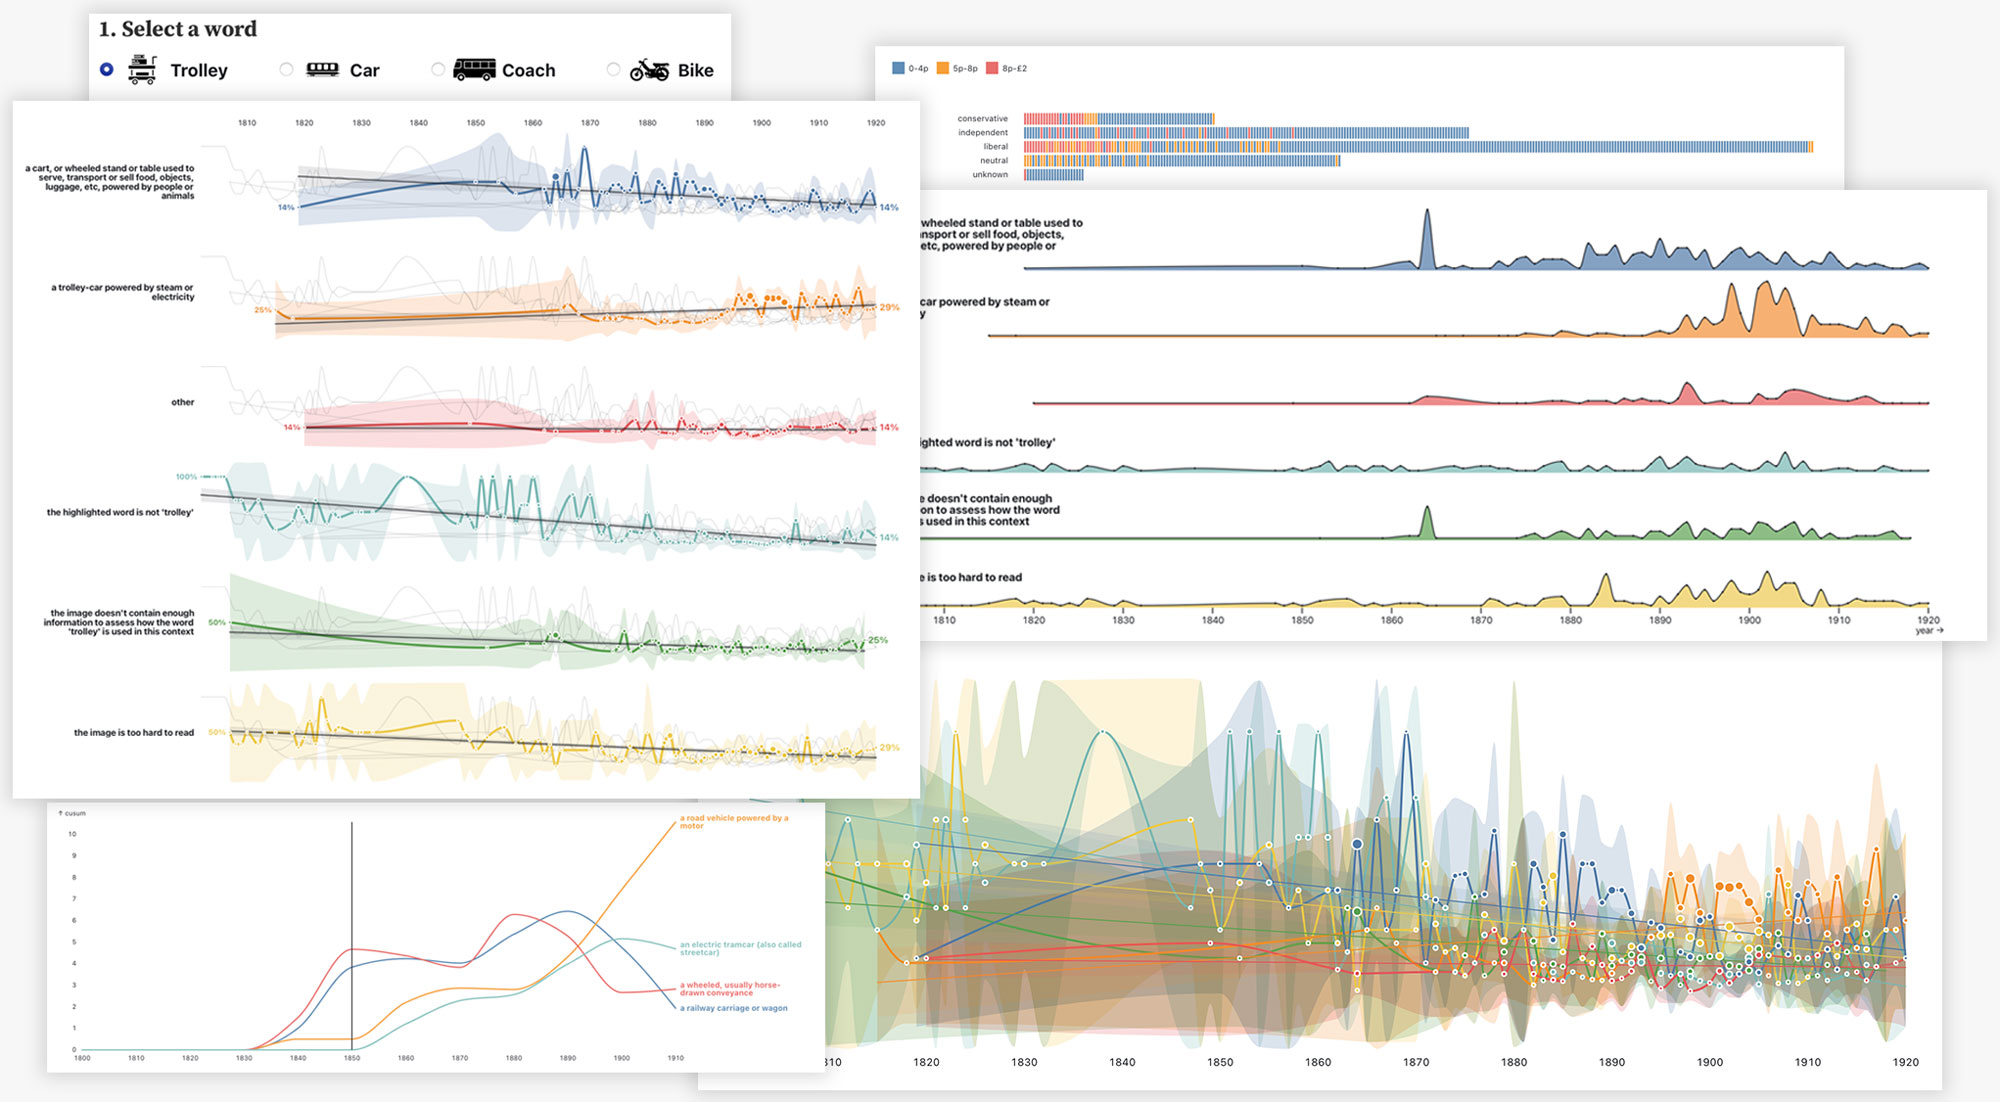 1. Select a word
Trolley
Car
Coach
Bike
1810 1820 1830 1840 1850 1860 1870 1880 1890 1900 1910 1920
a cart, or wheeled stand or table used to
serve, transport or sell food, objects,
luggage, etc, powered by people or
animals
14%
14%
a trolley-car powered by steam or
electricity
25%
29%
other
14%
14%
100%
the highlighted word is not 'trolley'
14%
the image doesn't contain enough
information to assess how the word
'trolley' is used in this context
50%
25%
the image is too hard to read
50%
29%
0-4p 5p-8p 8p-£2
conservative
independent
liberal
neutral
unknown
wheeled stand or table used to
nsport or sell food, objects,
etc, powered by people or
car powered by steam or
y
ighted word is not 'trolley'
e doesn't contain enough
on to assess how the word
s used in this context
e is too hard to read
1810 1820 1830 1840 1850 1860 1870 1880 1890 1900 1910 1920
year →
↑ cusum
10
9
8
7
6
5
4
3
2
1
0
1800 1810 1820 1830 1840 1850 1860 1870 1880 1890 1900 1910
a road vehicle powered by a
motor
an electric tramcar (also called
streetcar)
a wheeled, usually horse-
drawn conveyance
a railway carriage or wagon
310 1820 1830 1840 1850 1860 1870 1880 1890 1900 1910 1920